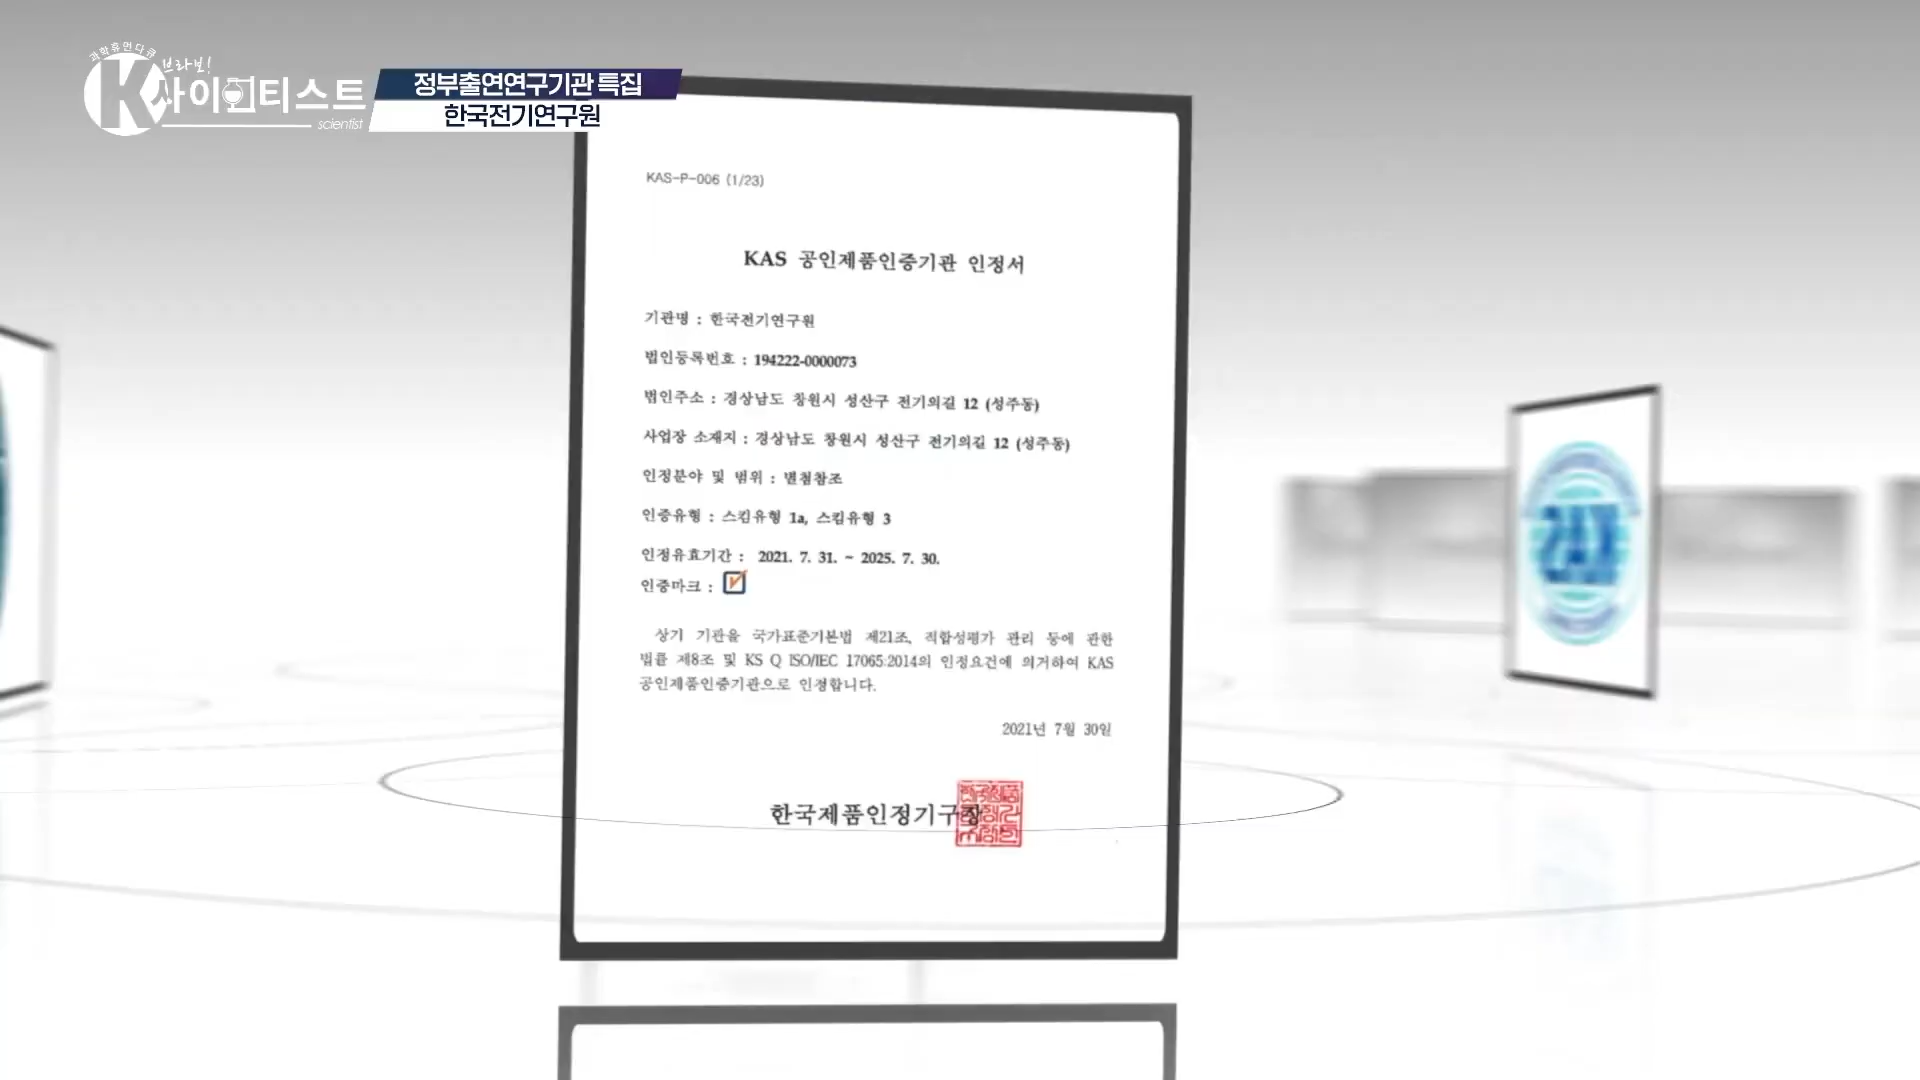 과학휴먼다큐
브라보!
K사이언티스트
scientist
정부출연연구기관 특집
한국전기연구원
KAS-P-006 (1/23)
KAS 공인제품인증기관 인정서
기관명 : 한국전기연구원
법인등록번호 : 194222-0000073
법인주소 : 경상남도 창원시 성산구 전기의길 12 (성주동)
사업장 소재지 : 경상남도 창원시 성산구 전기의길 12 (성주동)
인정분야 및 범위 : 별첨참조
인증유형 : 스킴유형 1a, 스킴유형 3
인정유효기간 : 2021. 7. 31. ~ 2025. 7. 30.
인증마크 :
상기 기관을 국가표준기본법 제21조, 적합성평가 관리 등에 관한
법률 제8조 및 KS Q ISO/IEC 17065:2014의 인정요건에 의거하여 KAS
공인제품인증기관으로 인정합니다.
2021년 7월 30일
한국제품인정기구장